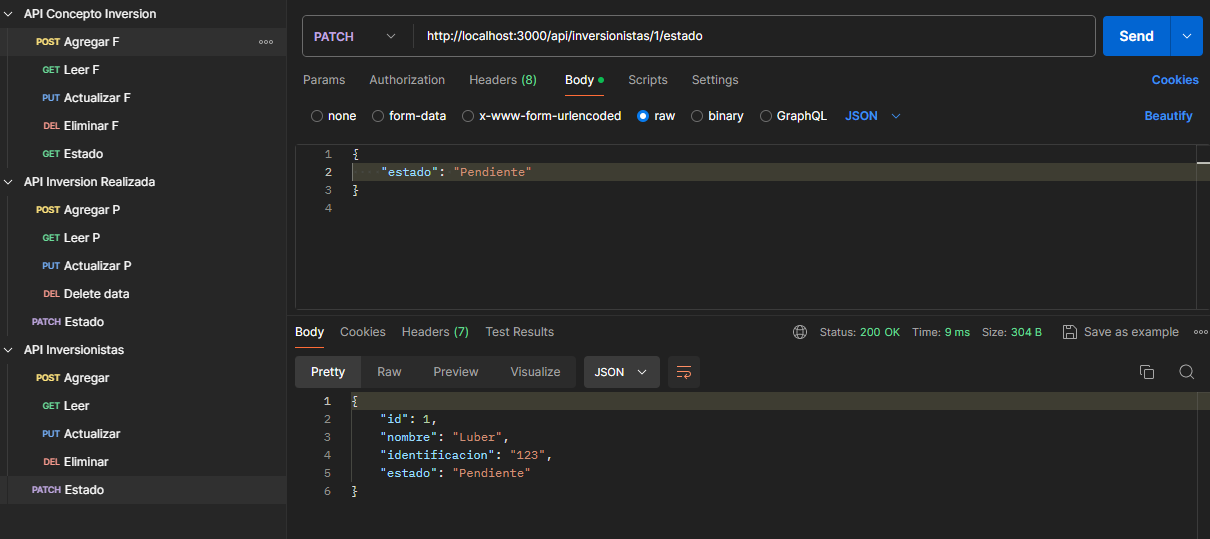 API Concepto Inversion
POST Agregar F
GET Leer F
PUT Actualizar F
DEL Eliminar F
GET Estado
API Inversion Realizada
POST Agregar P
GET Leer P
PUT Actualizar P
DEL Delete data
PATCH Estado
API Inversionistas
POST Agregar
GET Leer
PUT Actualizar
DEL Eliminar
PATCH Estado
PATCH http://localhost:3000/api/inversionistas/1/estado Send
Params Authorization Headers (8) Body Scripts Settings Cookies
none form-data x-www-form-urlencoded raw binary GraphQL JSON Beautify
1 {
2 "estado": "Pendiente"
3 }
4
Body Cookies Headers (7) Test Results Status: 200 OK Time: 9 ms Size: 304 B Save as example
Pretty Raw Preview Visualize JSON
1 {
2 "id": 1,
3 "nombre": "Luber",
4 "identificacion": "123",
5 "estado": "Pendiente"
6 }